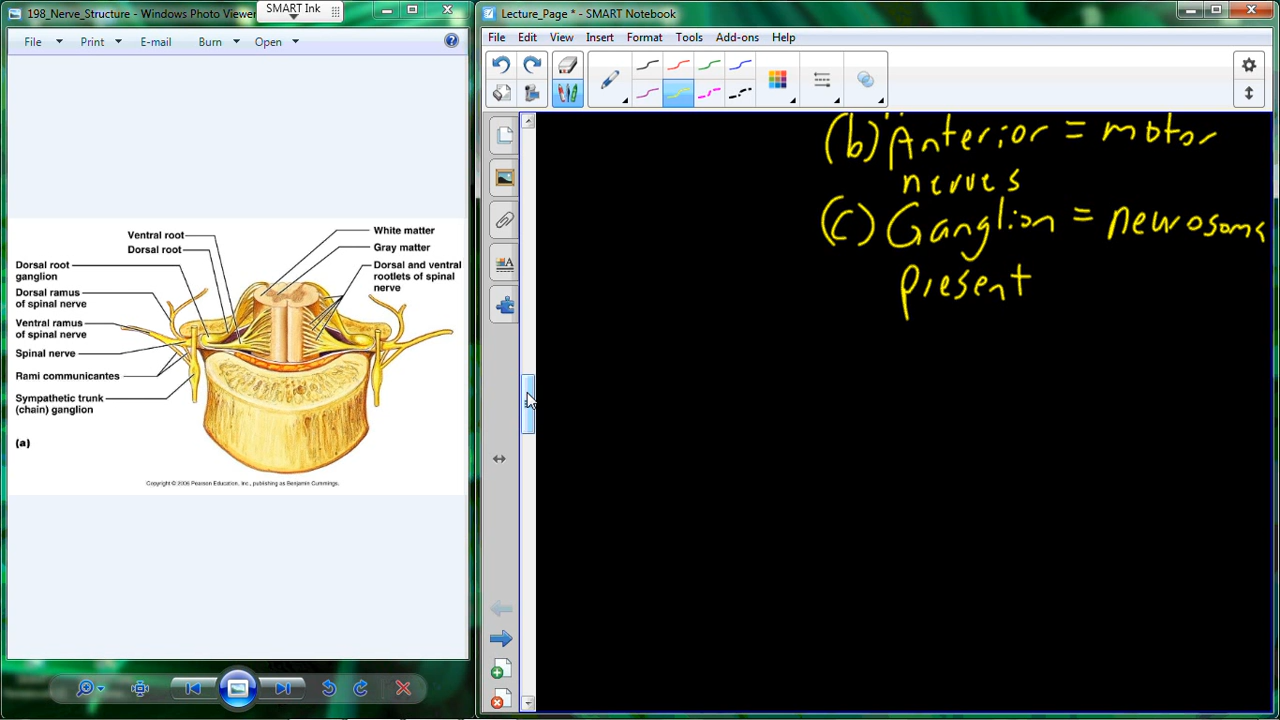 198_Nerve_Structure - Windows Photo Viewer
SMART Ink
File Print E-mail Burn Open
Ventral root
Dorsal root
Dorsal root
ganglion
Dorsal ramus
of spinal nerve
Ventral ramus
of spinal nerve
Spinal nerve
Rami communicantes
Sympathetic trunk
(chain) ganglion
(a)
White matter
Gray matter
Dorsal and ventral
rootlets of spinal
nerve
Copyright © 2006 Pearson Education, Inc., publishing as Benjamin Cummings.
Lecture_Page * - SMART Notebook
File Edit View Insert Format Tools Add-ons Help
(b) Anterior = motor
nerves
(c) Ganglion = neurosoma
present